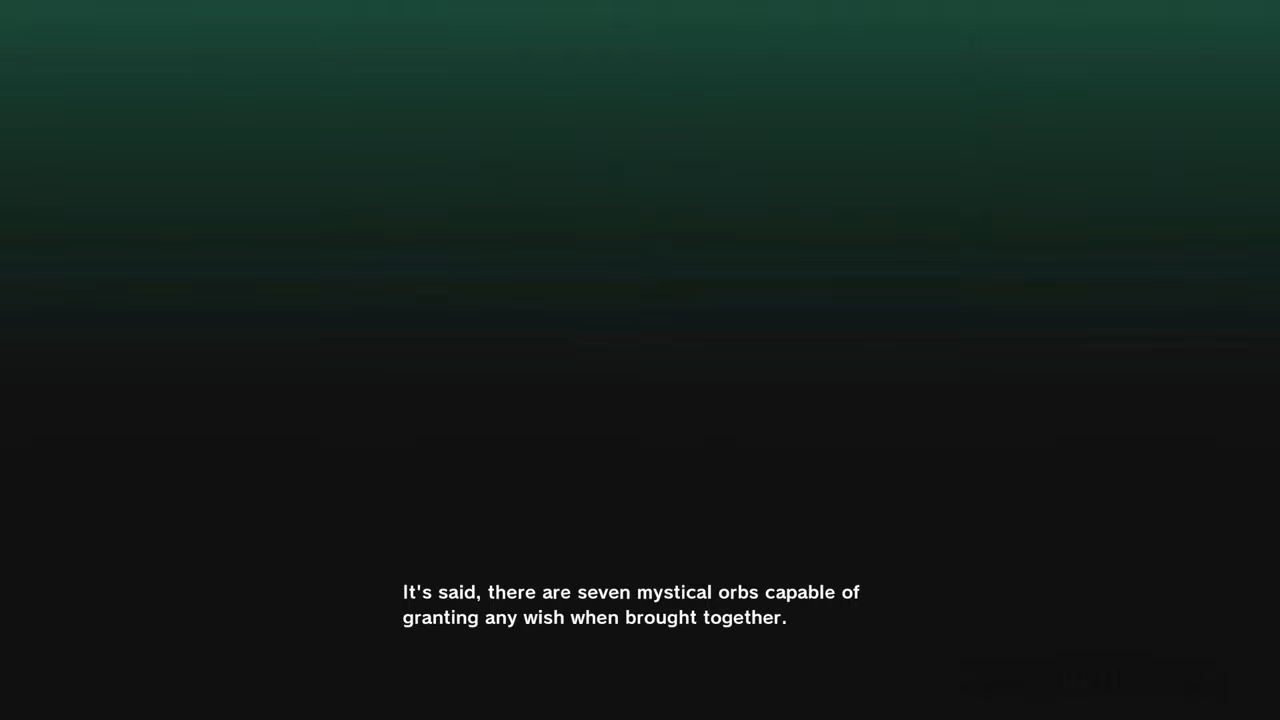 It's said, there are seven mystical orbs capable of
granting any wish when brought together.